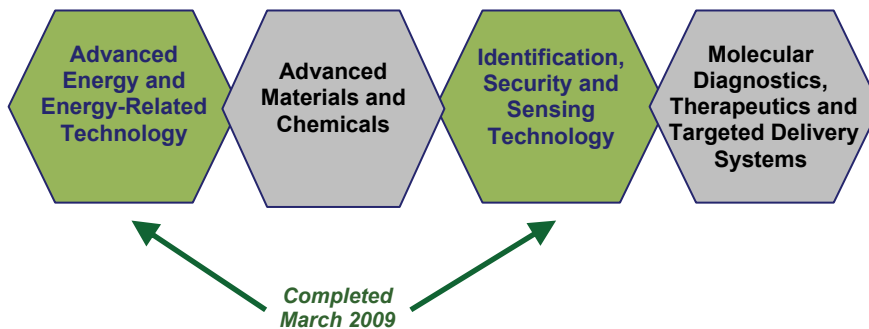 Advanced
Energy and
Energy-Related
Technology
Advanced
Materials and
Chemicals
Identification,
Security and
Sensing
Technology
Molecular
Diagnostics,
Therapeutics and
Targeted Delivery
Systems
Completed
March 2009